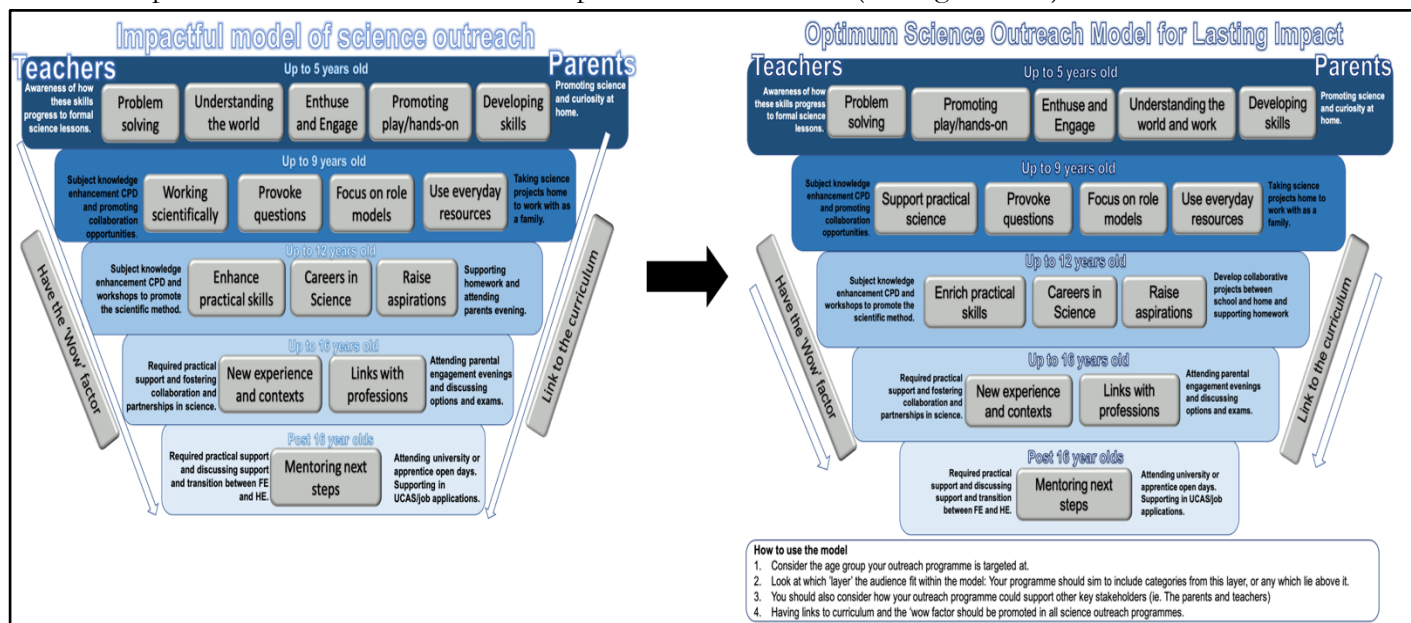 Impactful model of science outreach
Teachers
Parents
Up to 5 years old
Awareness of how
these skills
progress to formal
science lessons.
Problem
solving
Understanding
the world
Enthuse
and Engage
Promoting
play/hands-on
Developing
skills
Promoting science
and curiosity at
home.
Up to 9 years old
Subject knowledge
enhancement CPD
and promoting
collaboration
opportunities.
Working
scientifically
Provoke
questions
Focus on role
models
Use everyday
resources
Taking science
projects home
to work with as
a family.
Up to 12 years old
Subject knowledge
enhancement CPD and
workshops to promote
the scientific method.
Enhance
practical skills
Careers in
Science
Raise
aspirations
Supporting
homework and
attending
parents evening.
Up to 16 years old
Required practical
support and fostering
collaboration and
partnerships in science.
New experience
and contexts
Links with
professions
Attending parental
engagement evenings
and discussing
options and exams.
Post 16 year olds
Required practical support
and discussing support
and transition between FE
and HE.
Mentoring next
steps
Attending university or
apprentice open days.
Supporting in
UCAS/job applications.
Have the 'Wow' factor
Link to the curriculum
Optimum Science Outreach Model for Lasting Impact
Teachers
Parents
Up to 5 years old
Awareness of how
these skills progress
to formal science
lessons.
Problem
solving
Promoting
play/hands-on
Enthuse and
Engage
Understanding the
world and work
Developing
skills
Promoting science
and curiosity at
home.
Up to 9 years old
Subject knowledge
enhancement CPD
and promoting
collaboration
opportunities.
Support practical
science
Provoke
questions
Focus on role
models
Use everyday
resources
Taking science
projects home to
work with as a
family.
Up to 12 years old
Subject knowledge
enhancement CPD and
workshops to promote
the scientific method.
Enrich practical
skills
Careers in
Science
Raise
aspirations
Develop collaborative
projects between
school and home and
supporting homework
Up to 16 years old
Required practical
support and fostering
collaboration and
partnerships in science.
New experience
and contexts
Links with
professions
Attending parental
engagement evenings
and discussing
options and exams.
Post 16 year olds
Required practical
support and discussing
support and transition
between FE and HE.
Mentoring next
steps
Attending university or
apprentice open days.
Supporting in UCAS/job
applications.
Have the 'Wow' factor
Link to the curriculum
How to use the model
1. Consider the age group your outreach programme is targeted at.
2. Look at which 'layer' the audience fit within the model: Your programme should sim to include categories from this layer, or any which lie above it.
3. You should also consider how your outreach programme could support other key stakeholders (ie. The parents and teachers)
4. Having links to curriculum and the 'wow factor should be promoted in all science outreach programmes.